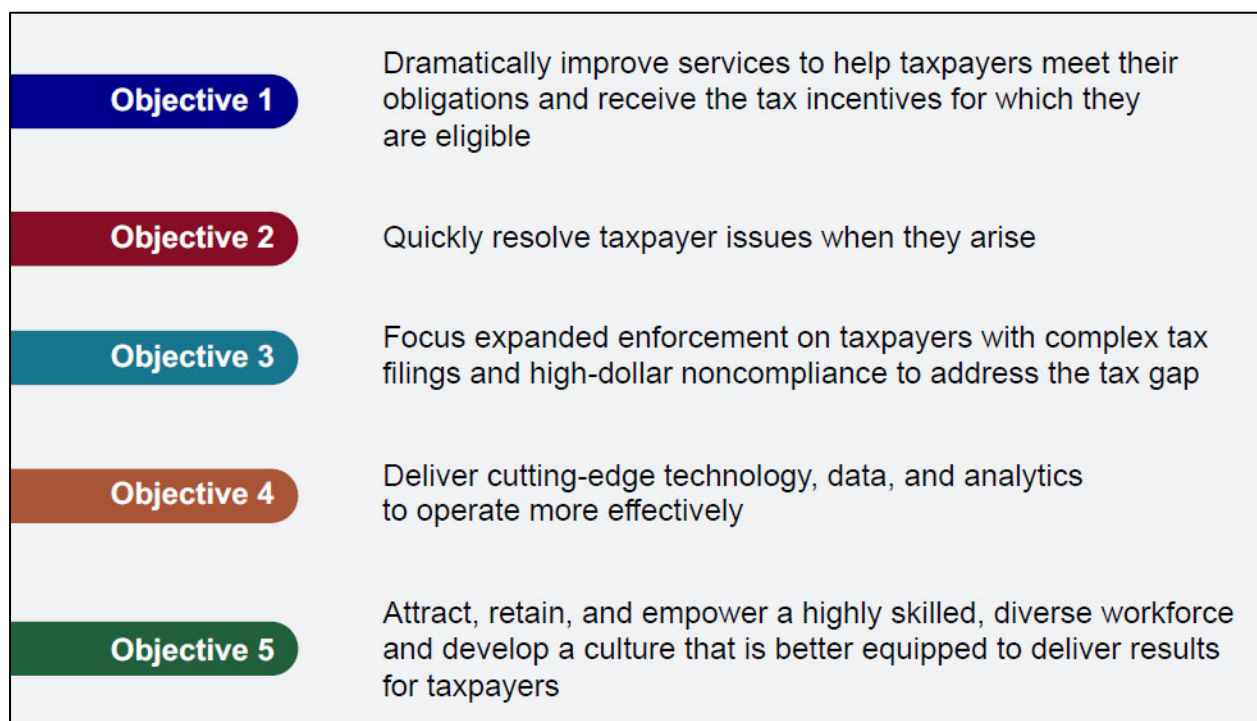 Objective 1
Dramatically improve services to help taxpayers meet their
obligations and receive the tax incentives for which they
are eligible
Objective 2
Quickly resolve taxpayer issues when they arise
Objective 3
Focus expanded enforcement on taxpayers with complex tax
filings and high-dollar noncompliance to address the tax gap
Objective 4
Deliver cutting-edge technology, data, and analytics
to operate more effectively
Objective 5
Attract, retain, and empower a highly skilled, diverse workforce
and develop a culture that is better equipped to deliver results
for taxpayers